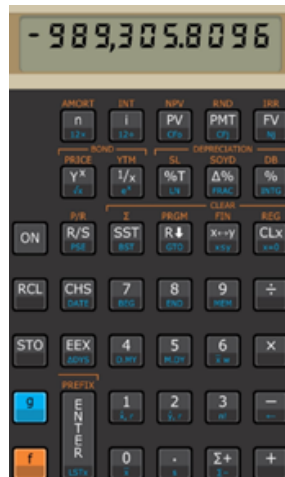 -989,305.8096
AMORT INT NPV RND IRR
n i PV PMT FV
12× 12÷ CFo CFj Nj
BOND DEPRECIATION
PRICE YTM SL SOYD DB
Yˣ 1/x %T Δ% %
√x eˣ LN FRAC INTG
CLEAR
P/R Σ PRGM FIN REG
ON R/S SST R↓ x↔y CLx
PSE BST GTO x≤y x=0
RCL CHS 7 8 9 ÷
DATE BEG END MEM
STO EEX 4 5 6 ×
ΔDYS D.MY M.DY x̄w
PREFIX
g ENTER 1 2 3 −
x̂,r ŷ,r n!
f 0 . Σ+ +
LSTx x̄ s Σ−